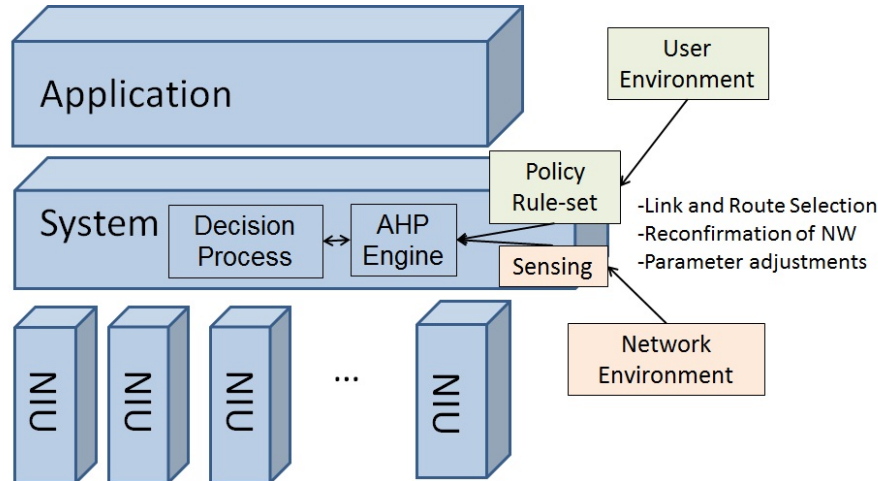 Application
User
Environment
System
Decision
Process
AHP
Engine
Policy
Rule-set
Sensing
-Link and Route Selection
-Reconfirmation of NW
-Parameter adjustments
Network
Environment
NIU
NIU
NIU
...
NIU